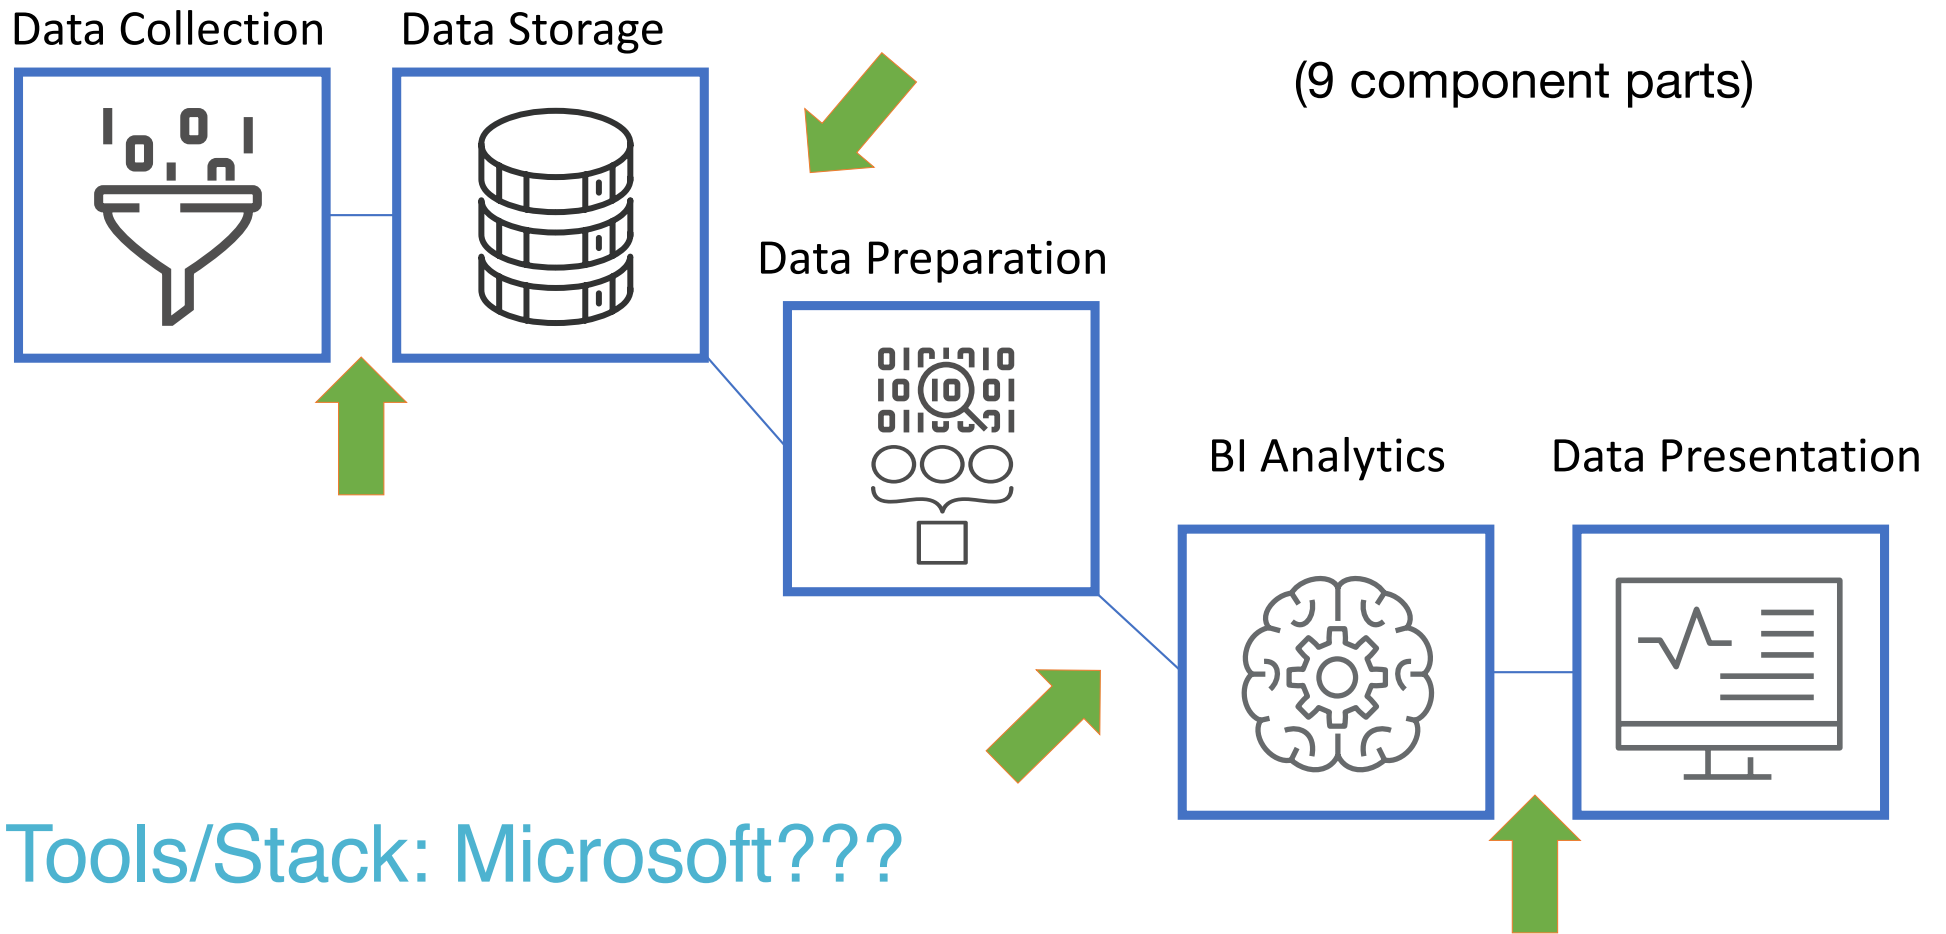 Data Collection
Data Storage
(9 component parts)
Data Preparation
BI Analytics
Data Presentation
Tools/Stack: Microsoft???